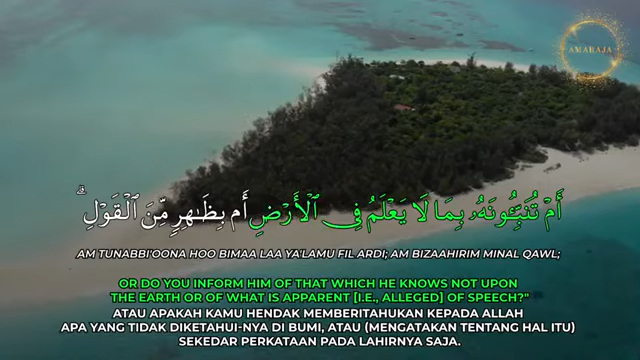 AMARAJA
أَمْ تُنَبِّـُٔونَهُۥ بِمَا لَا يَعْلَمُ فِى ٱلْأَرْضِ أَم بِظَـٰهِرٍ مِّنَ ٱلْقَوْلِ ۗ
AM TUNABBI'OONA HOO BIMAA LAA YA'LAMU FIL ARDI; AM BIZAAHIRIM MINAL QAWL;
OR DO YOU INFORM HIM OF THAT WHICH HE KNOWS NOT UPON
THE EARTH OR OF WHAT IS APPARENT [I.E., ALLEGED] OF SPEECH?"
ATAU APAKAH KAMU HENDAK MEMBERITAHUKAN KEPADA ALLAH
APA YANG TIDAK DIKETAHUI-NYA DI BUMI, ATAU (MENGATAKAN TENTANG HAL ITU)
SEKEDAR PERKATAAN PADA LAHIRNYA SAJA.